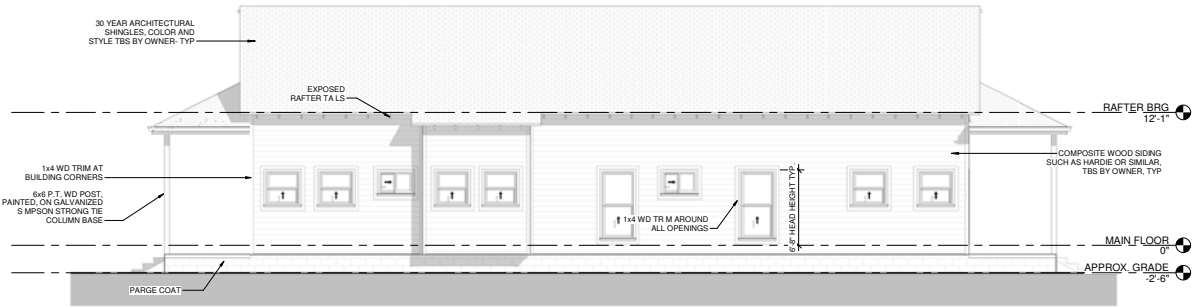 30 YEAR ARCHITECTURAL
SHINGLES, COLOR AND
STYLE TBS BY OWNER- TYP
EXPOSED
RAFTER TA LS
RAFTER BRG
12'-1"
1x4 WD TRIM AT
BUILDING CORNERS
6x6 P.T. WD POST,
PAINTED, ON GALVANIZED
S MPSON STRONG TIE
COLUMN BASE
COMPOSITE WOOD SIDING
SUCH AS HARDIE OR SIMILAR,
TBS BY OWNER, TYP
1x4 WD TR M AROUND
ALL OPENINGS
6'-8" HEAD HEIGHT TYP.
MAIN FLOOR
0"
APPROX. GRADE
-2'-6"
PARGE COAT